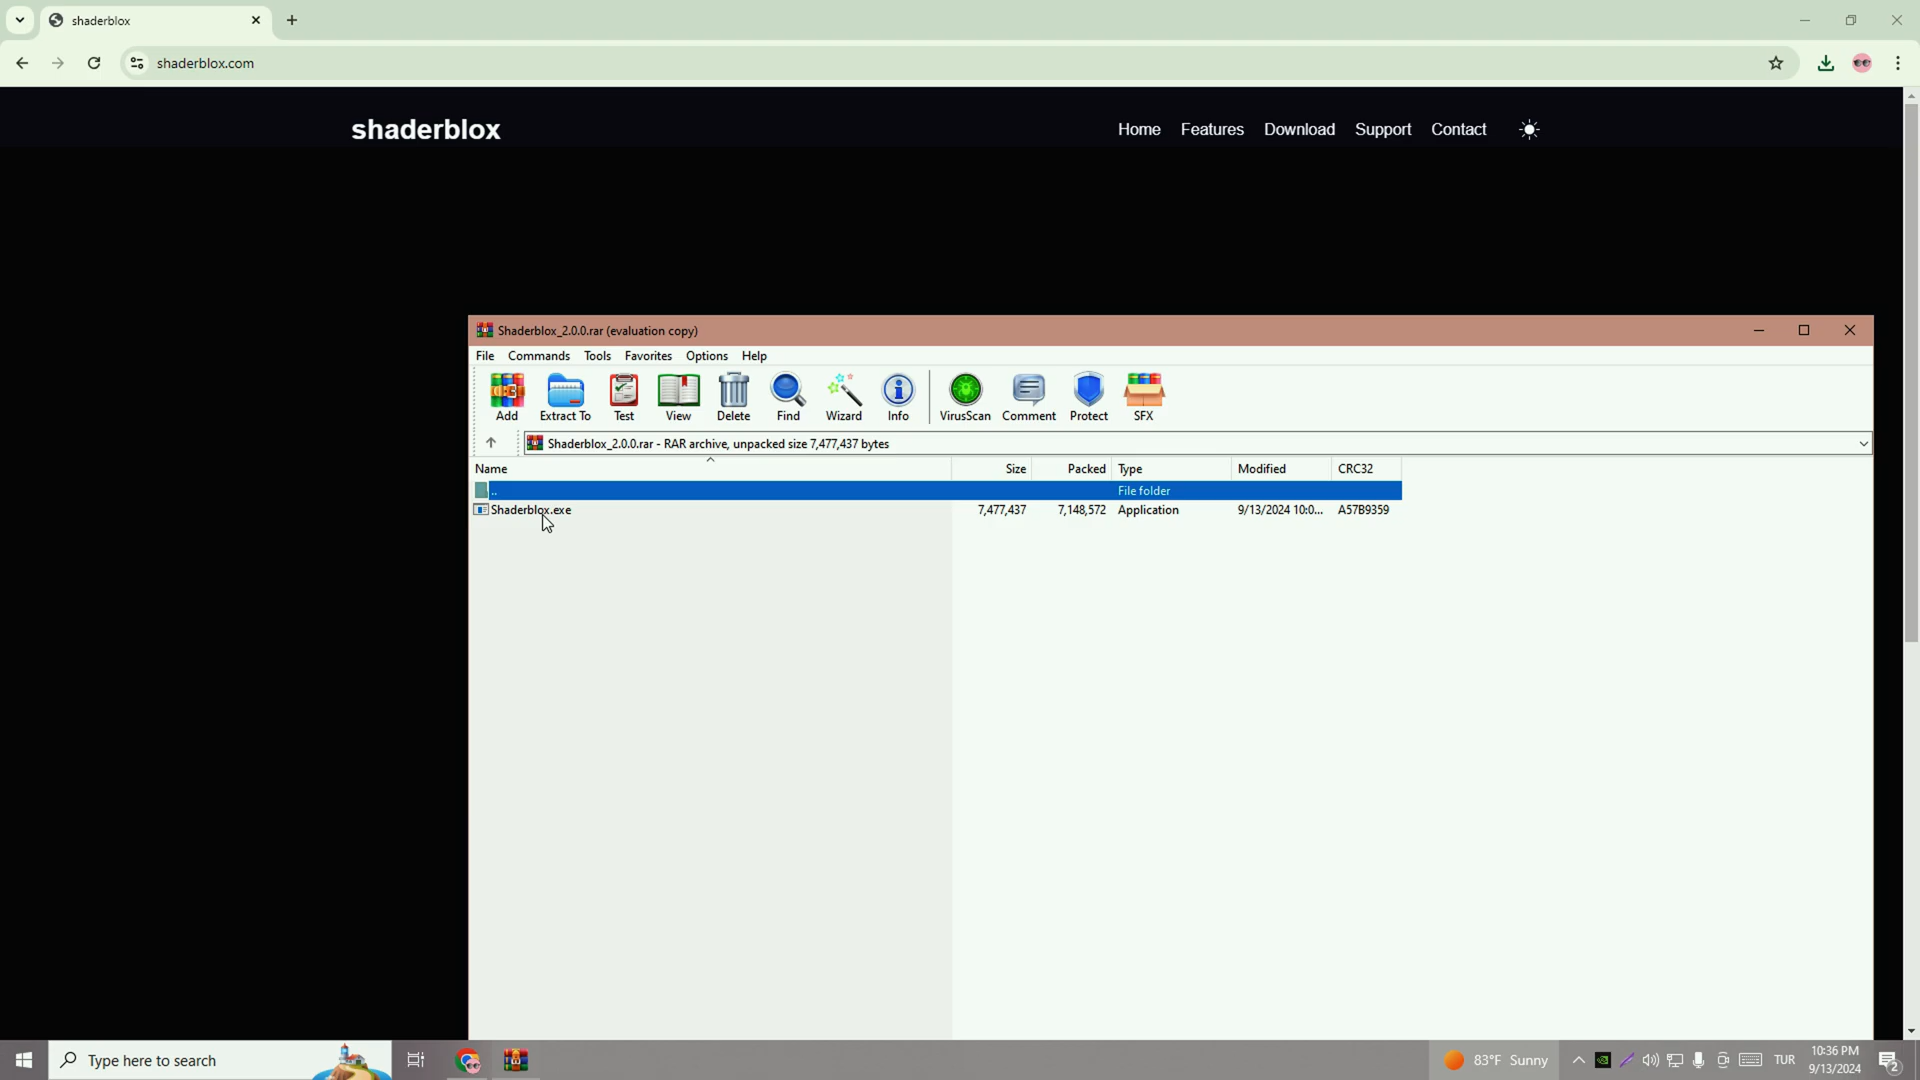 shaderblox
shaderblox.com
shaderblox
Home Features Download Support Contact
Shaderblox_2.0.0.rar (evaluation copy)
File Commands Tools Favorites Options Help
Add Extract To Test View Delete Find Wizard Info VirusScan Comment Protect SFX
Shaderblox_2.0.0.rar - RAR archive, unpacked size 7,477,437 bytes
Name Size Packed Type Modified CRC32
.. File folder
Shaderblox.exe 7,477,437 7,148,572 Application 9/13/2024 10:0... A57B9359
Type here to search
83°F Sunny
TUR
10:36 PM
9/13/2024
2